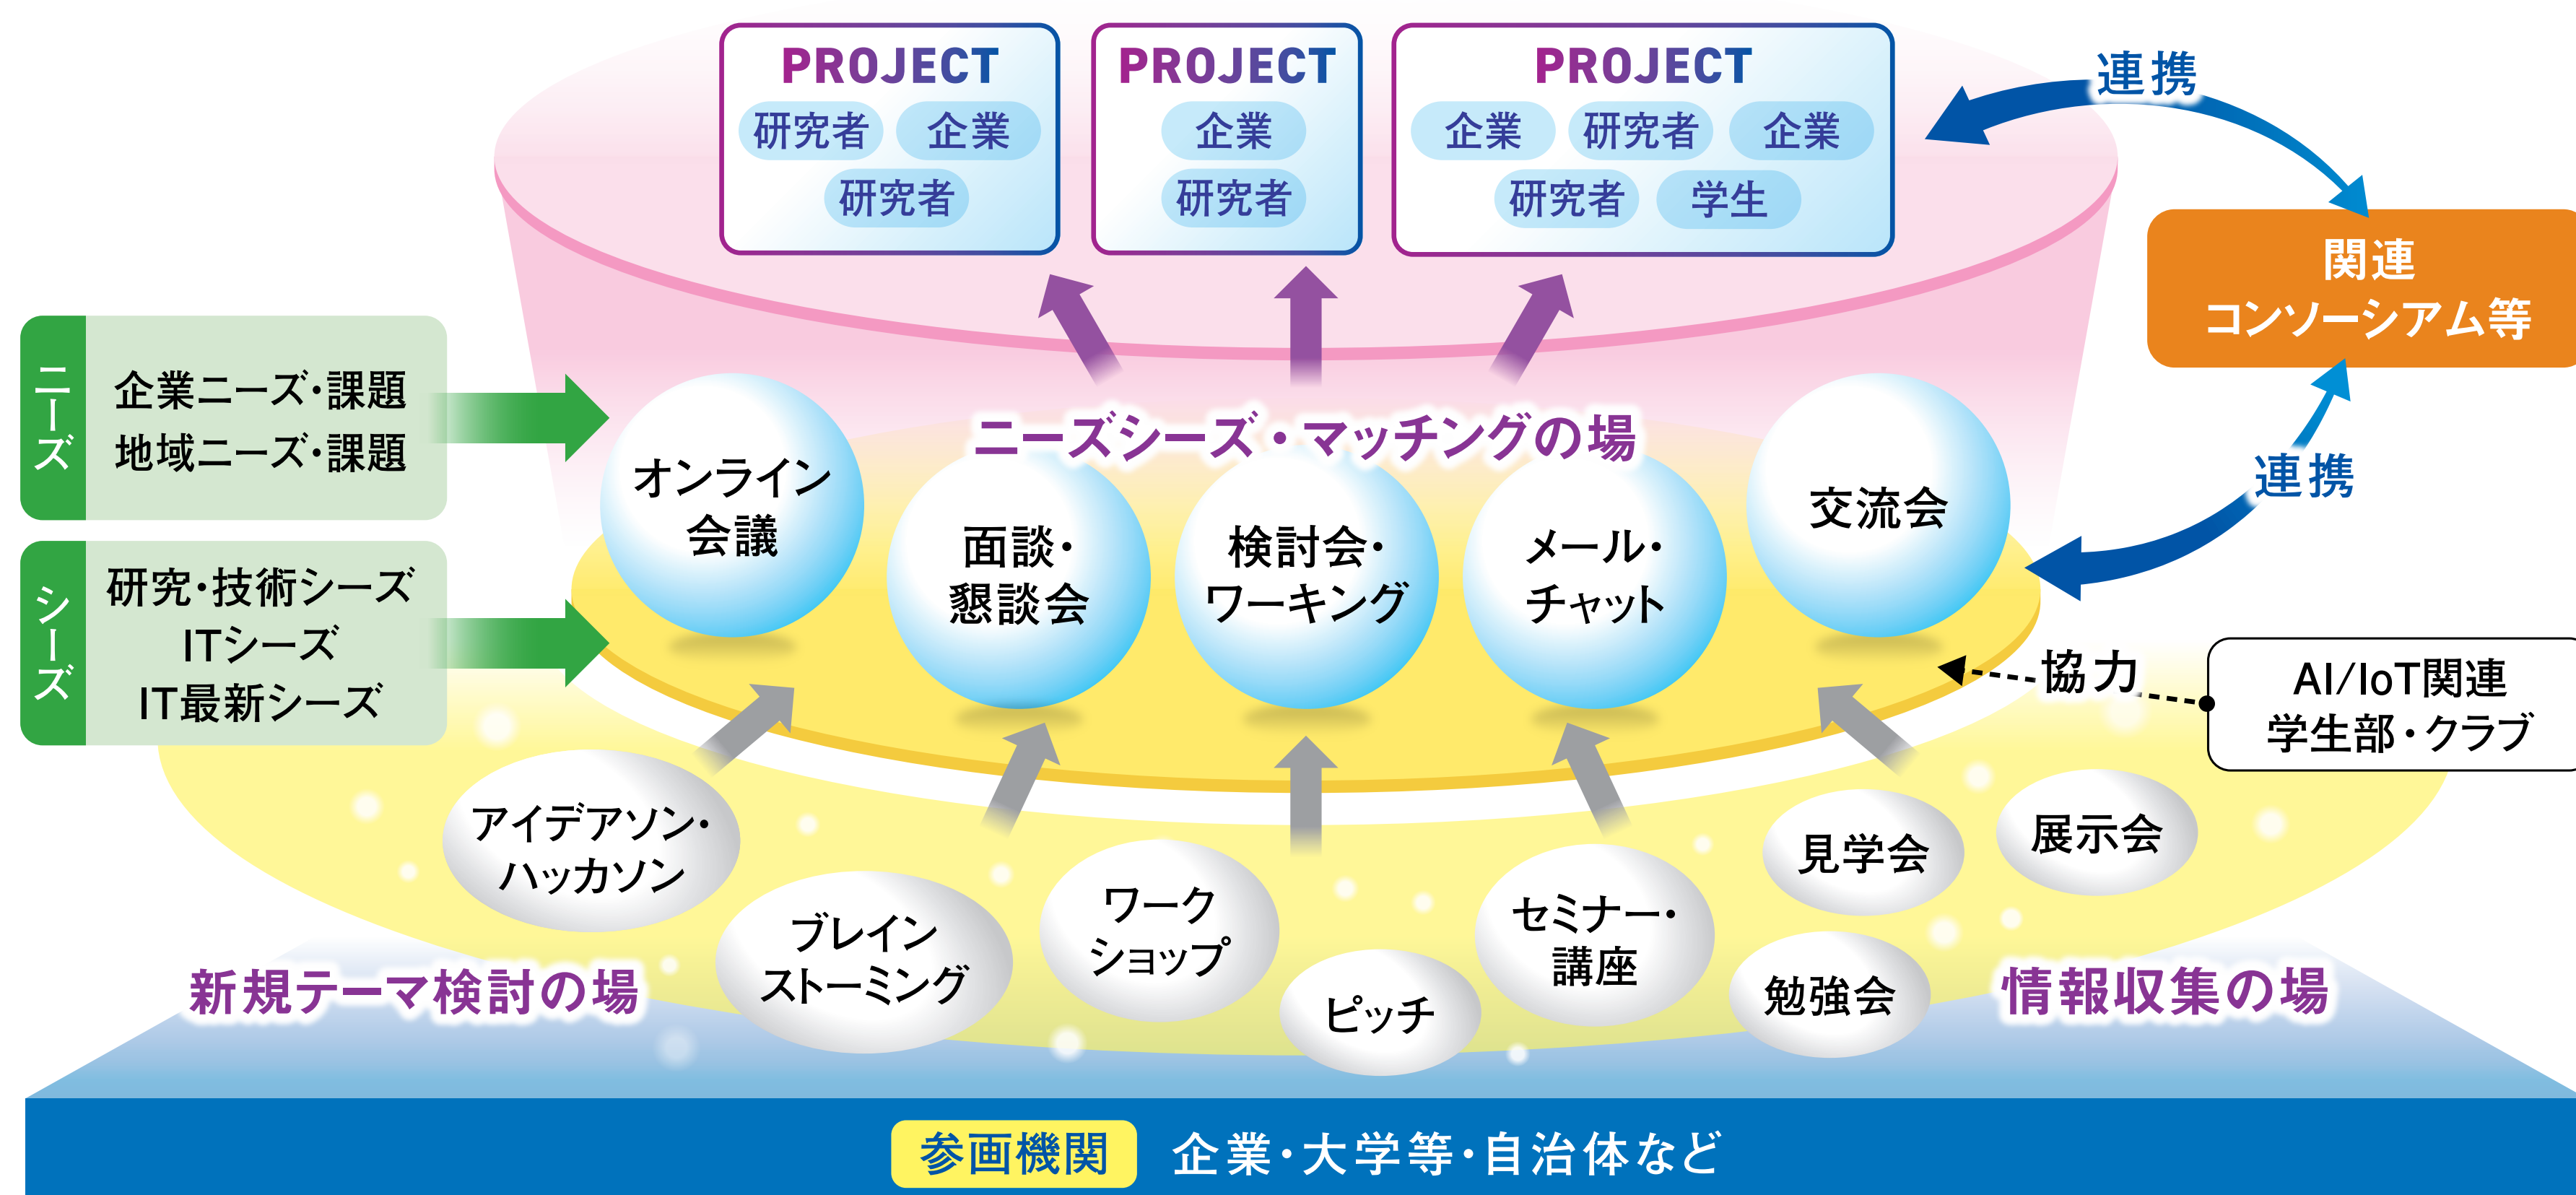 PROJECT
研究者 企業
研究者
PROJECT
企業
研究者
PROJECT
企業 研究者 企業
研究者 学生
連携
関連
コンソーシアム等
連携
ニーズ
企業ニーズ・課題
地域ニーズ・課題
シーズ
研究・技術シーズ
ITシーズ
IT最新シーズ
ニーズシーズ・マッチングの場
オンライン
会議
面談・
懇談会
検討会・
ワーキング
メール・
チャット
交流会
協力
AI/IoT関連
学生部・クラブ
アイデアソン・
ハッカソン
ブレイン
ストーミング
ワーク
ショップ
ピッチ
セミナー・
講座
見学会
展示会
勉強会
新規テーマ検討の場
情報収集の場
参画機関 企業・大学等・自治体など